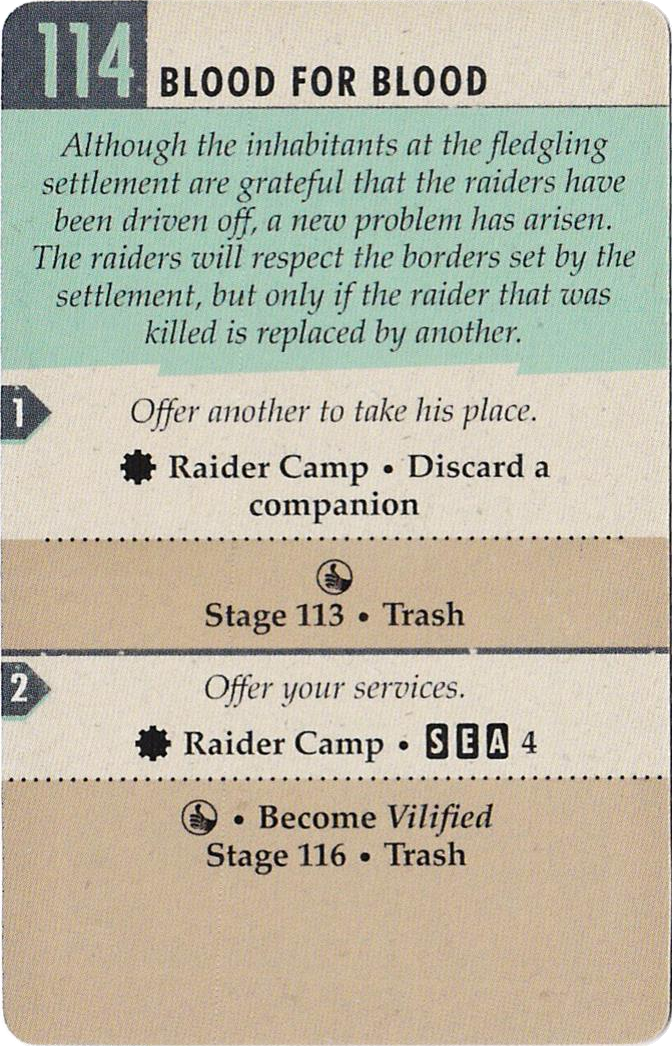 114
BLOOD FOR BLOOD
Although the inhabitants at the fledgling
settlement are grateful that the raiders have
been driven off, a new problem has arisen.
The raiders will respect the borders set by the
settlement, but only if the raider that was
killed is replaced by another.
1
Offer another to take his place.
Raider Camp • Discard a
companion
Stage 113 • Trash
2
Offer your services.
Raider Camp • S E A 4
• Become Vilified
Stage 116 • Trash